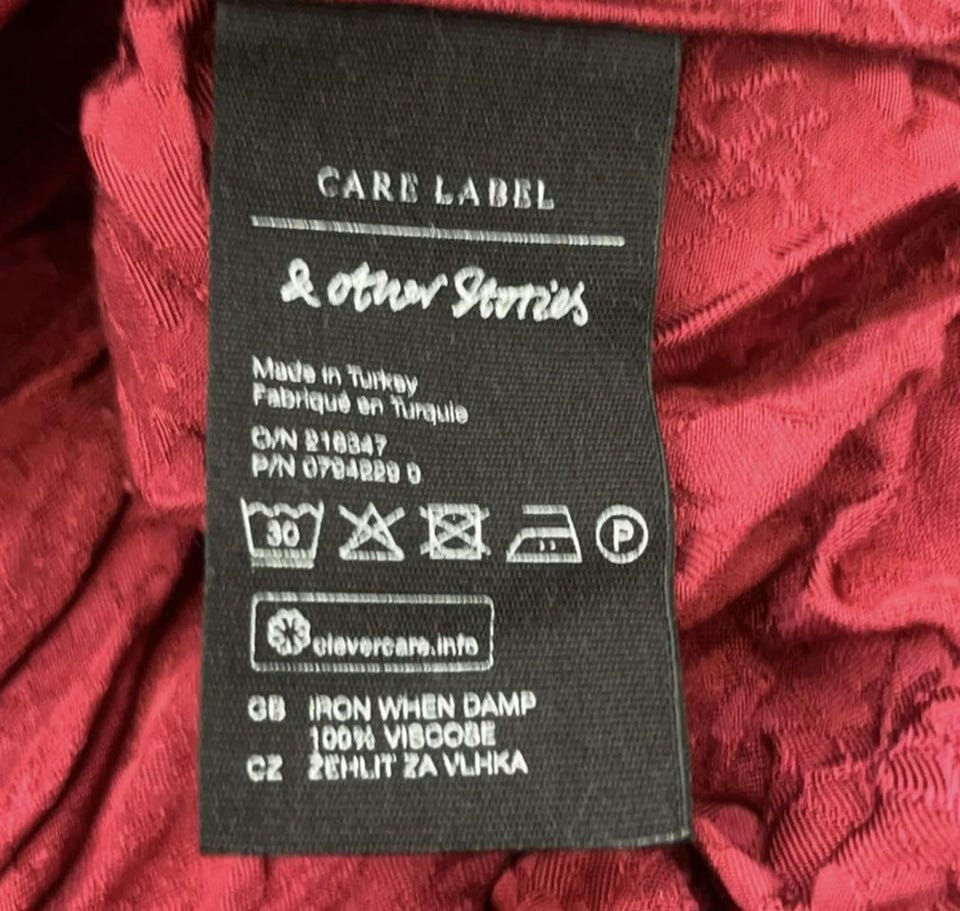 CARE LABEL
& other Stories
Made in Turkey
Fabriqué en Turquie
O/N 216347
P/N 0794229 0
30
P
clevercare.info
GB IRON WHEN DAMP
100% VISCOSE
CZ ŽEHLIT ZA VLHKA